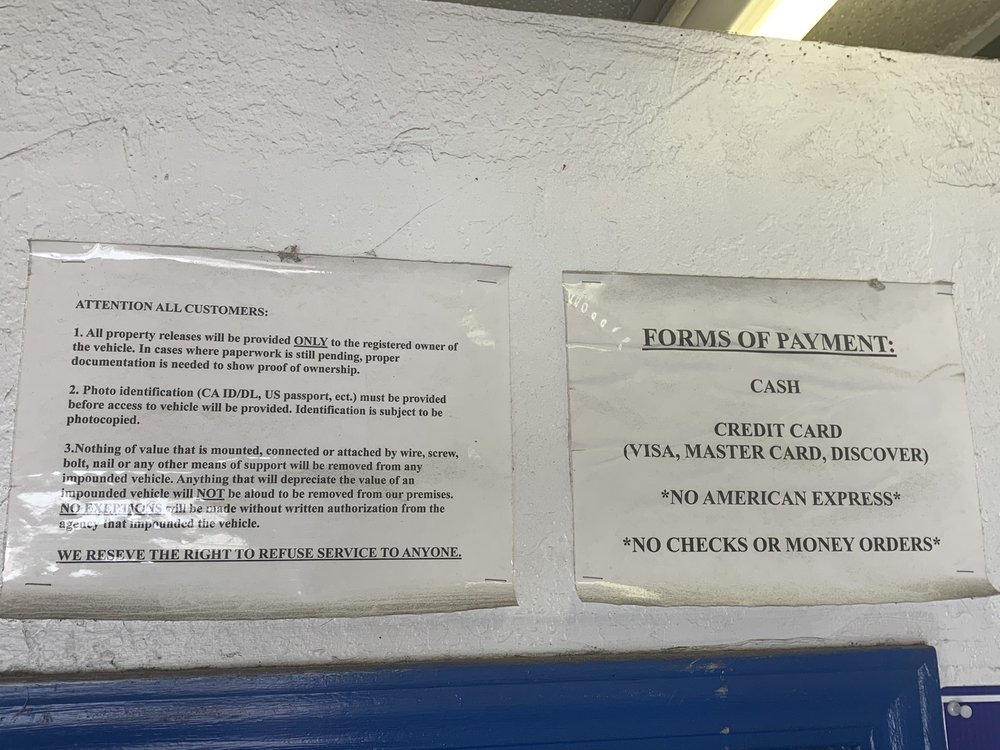 ATTENTION ALL CUSTOMERS:
1. All property releases will be provided ONLY to the registered owner of
the vehicle. In cases where paperwork is still pending, proper
documentation is needed to show proof of ownership.
2. Photo identification (CA ID/DL, US passport, ect.) must be provided
before access to vehicle will be provided. Identification is subject to be
photocopied.
3.Nothing of value that is mounted, connected or attached by wire, screw,
bolt, nail or any other means of support will be removed from any
impounded vehicle. Anything that will depreciate the value of an
impounded vehicle will NOT be aloud to be removed from our premises.
NO EXEPTIONS will be made without written authorization from the
agency that impounded the vehicle.
WE RESEVE THE RIGHT TO REFUSE SERVICE TO ANYONE.
FORMS OF PAYMENT:
CASH
CREDIT CARD
(VISA, MASTER CARD, DISCOVER)
*NO AMERICAN EXPRESS*
*NO CHECKS OR MONEY ORDERS*